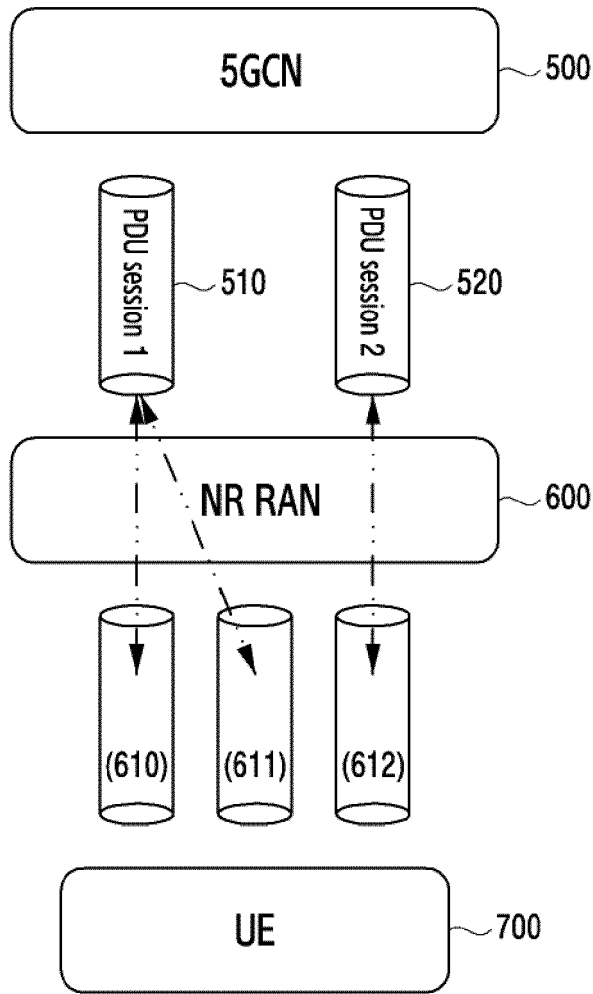 5GCN
500
PDU session 1
510
PDU session 2
520
NR RAN
600
(610)
(611)
(612)
UE
700